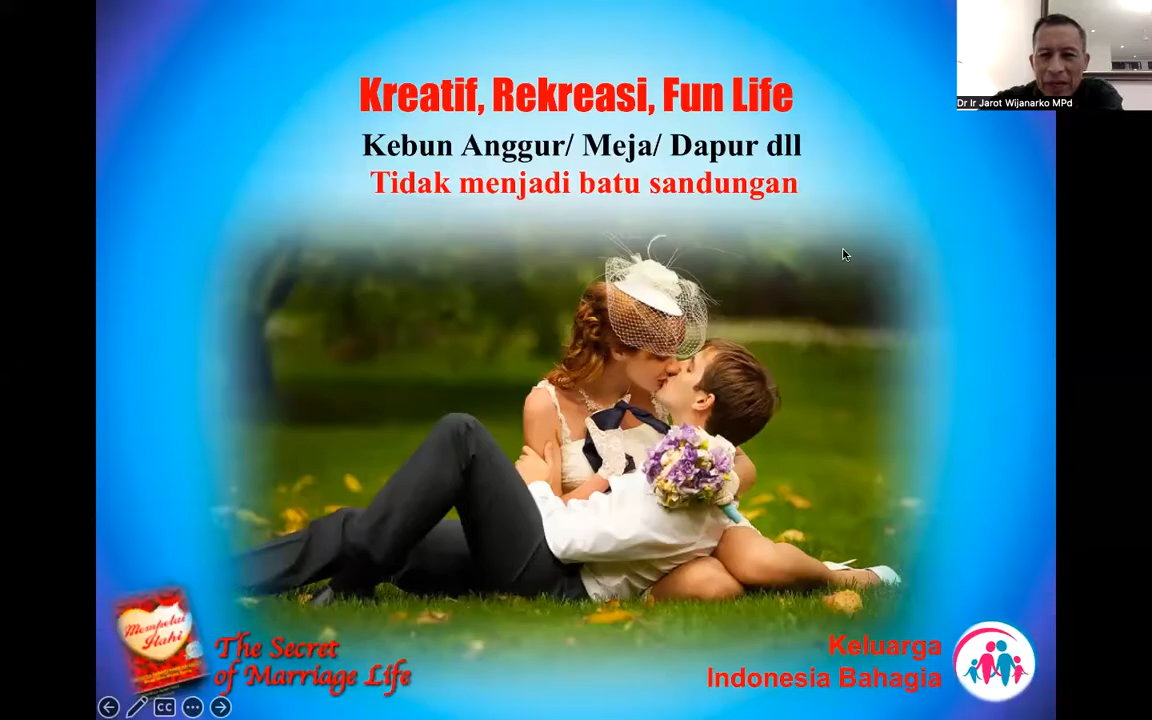 Kreatif, Rekreasi, Fun Life
Kebun Anggur/ Meja/ Dapur dll
Tidak menjadi batu sandungan
Dr Ir Jarot Wijanarko MPd
Mempelai
Ilahi
The Secret
of Marriage Life
Keluarga
Indonesia Bahagia
CC